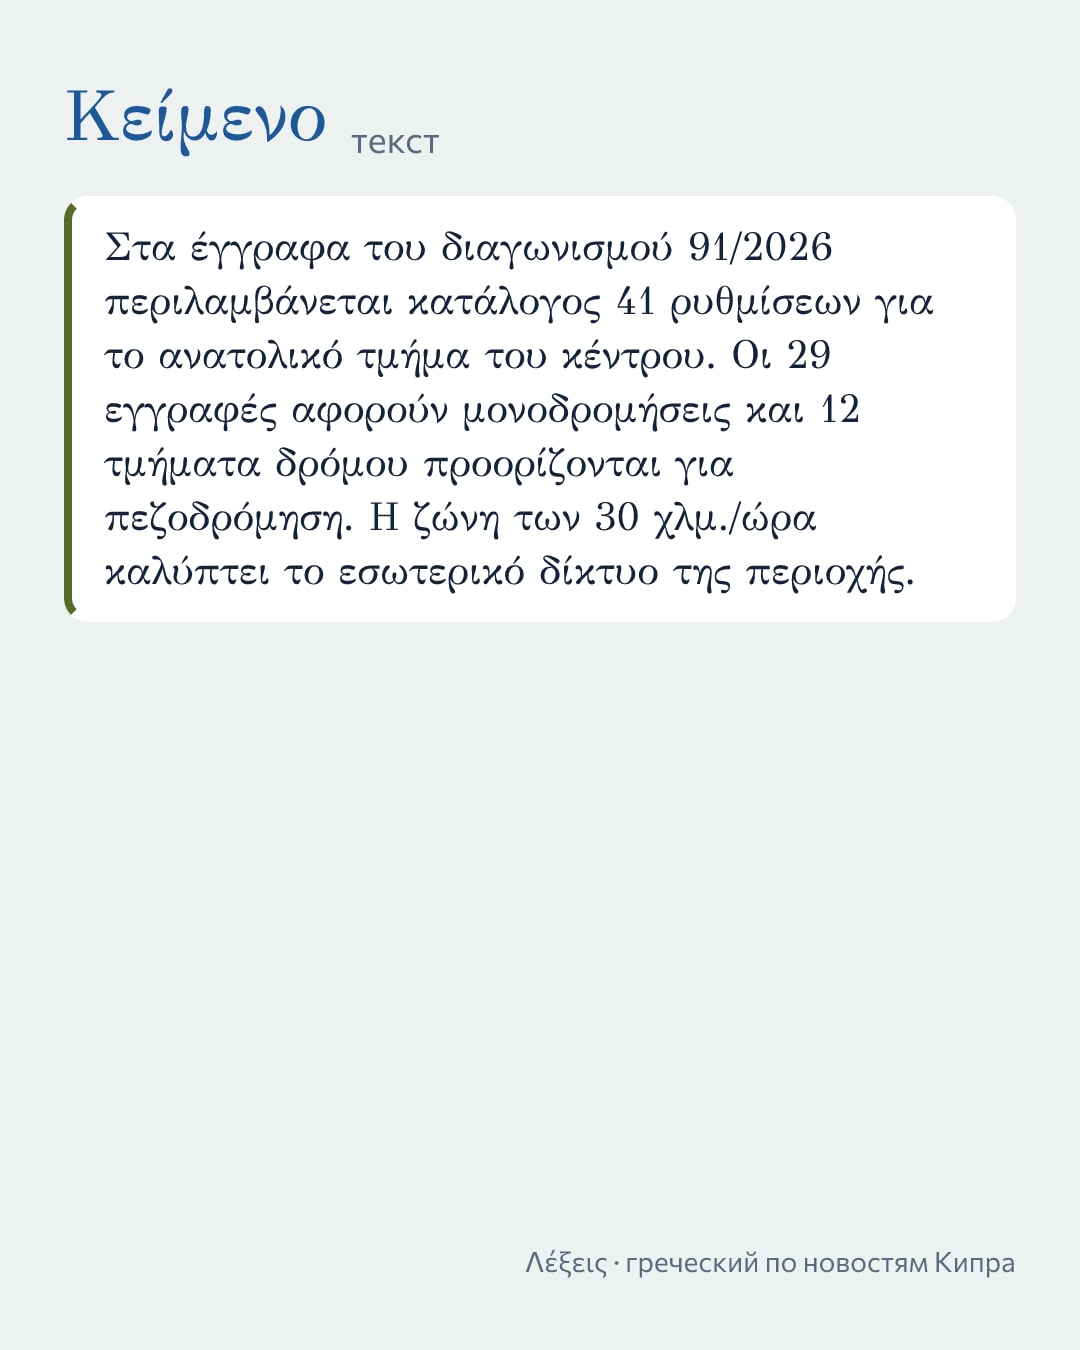 Κείμενο текст
Στα έγγραφα του διαγωνισμού 91/2026
περιλαμβάνεται κατάλογος 41 ρυθμίσεων για
το ανατολικό τμήμα του κέντρου. Οι 29
εγγραφές αφορούν μονοδρομήσεις και 12
τμήματα δρόμου προορίζονται για
πεζοδρόμηση. Η ζώνη των 30 χλμ./ώρα
καλύπτει το εσωτερικό δίκτυο της περιοχής.
Λέξεις · греческий по новостям Кипра